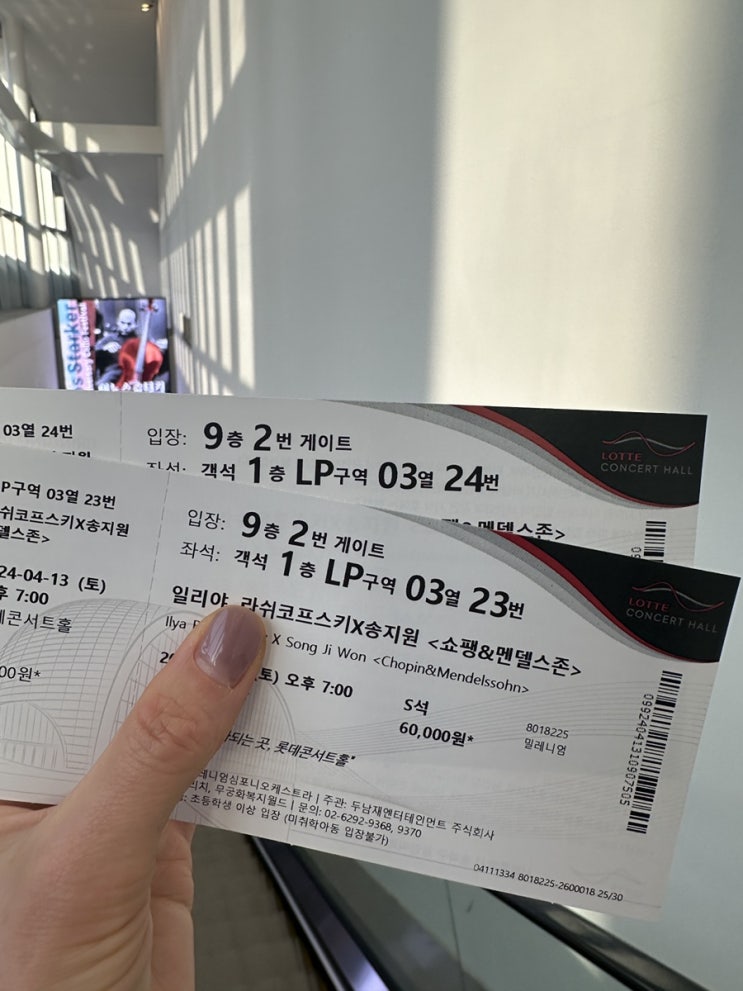 s Starker
03열 24번
입장: 9층 2번 게이트
좌석: 객석 1층 LP구역 03열 24번
LOTTE
CONCERT HALL
멘델스존>
P구역 03열 23번
쉬코프스키X송지원
델스존>
24-04-13 (토)
후 7:00
콘서트홀
00원*
입장: 9층 2번 게이트
좌석: 객석 1층 LP구역 03열 23번
일리야 라쉬코프스키X송지원 <쇼팽&멘델스존>
Ilya X Song Ji Won <Chopin&Mendelssohn>
(토) 오후 7:00
S석
60,000원*
8018225
밀레니엄
되는 곳, 롯데콘서트홀"
레니엄심포니오케스트라 | 주관: 두남재엔터테인먼트 주식회사
리치, 무궁화복지월드 | 문의: 02-6292-9368, 9370
: 초등학생 이상 입장 (미취학아동 입장불가)
04111334 8018225-2600018 25/30
LOTTE
CONCERT HALL
09924041310907505